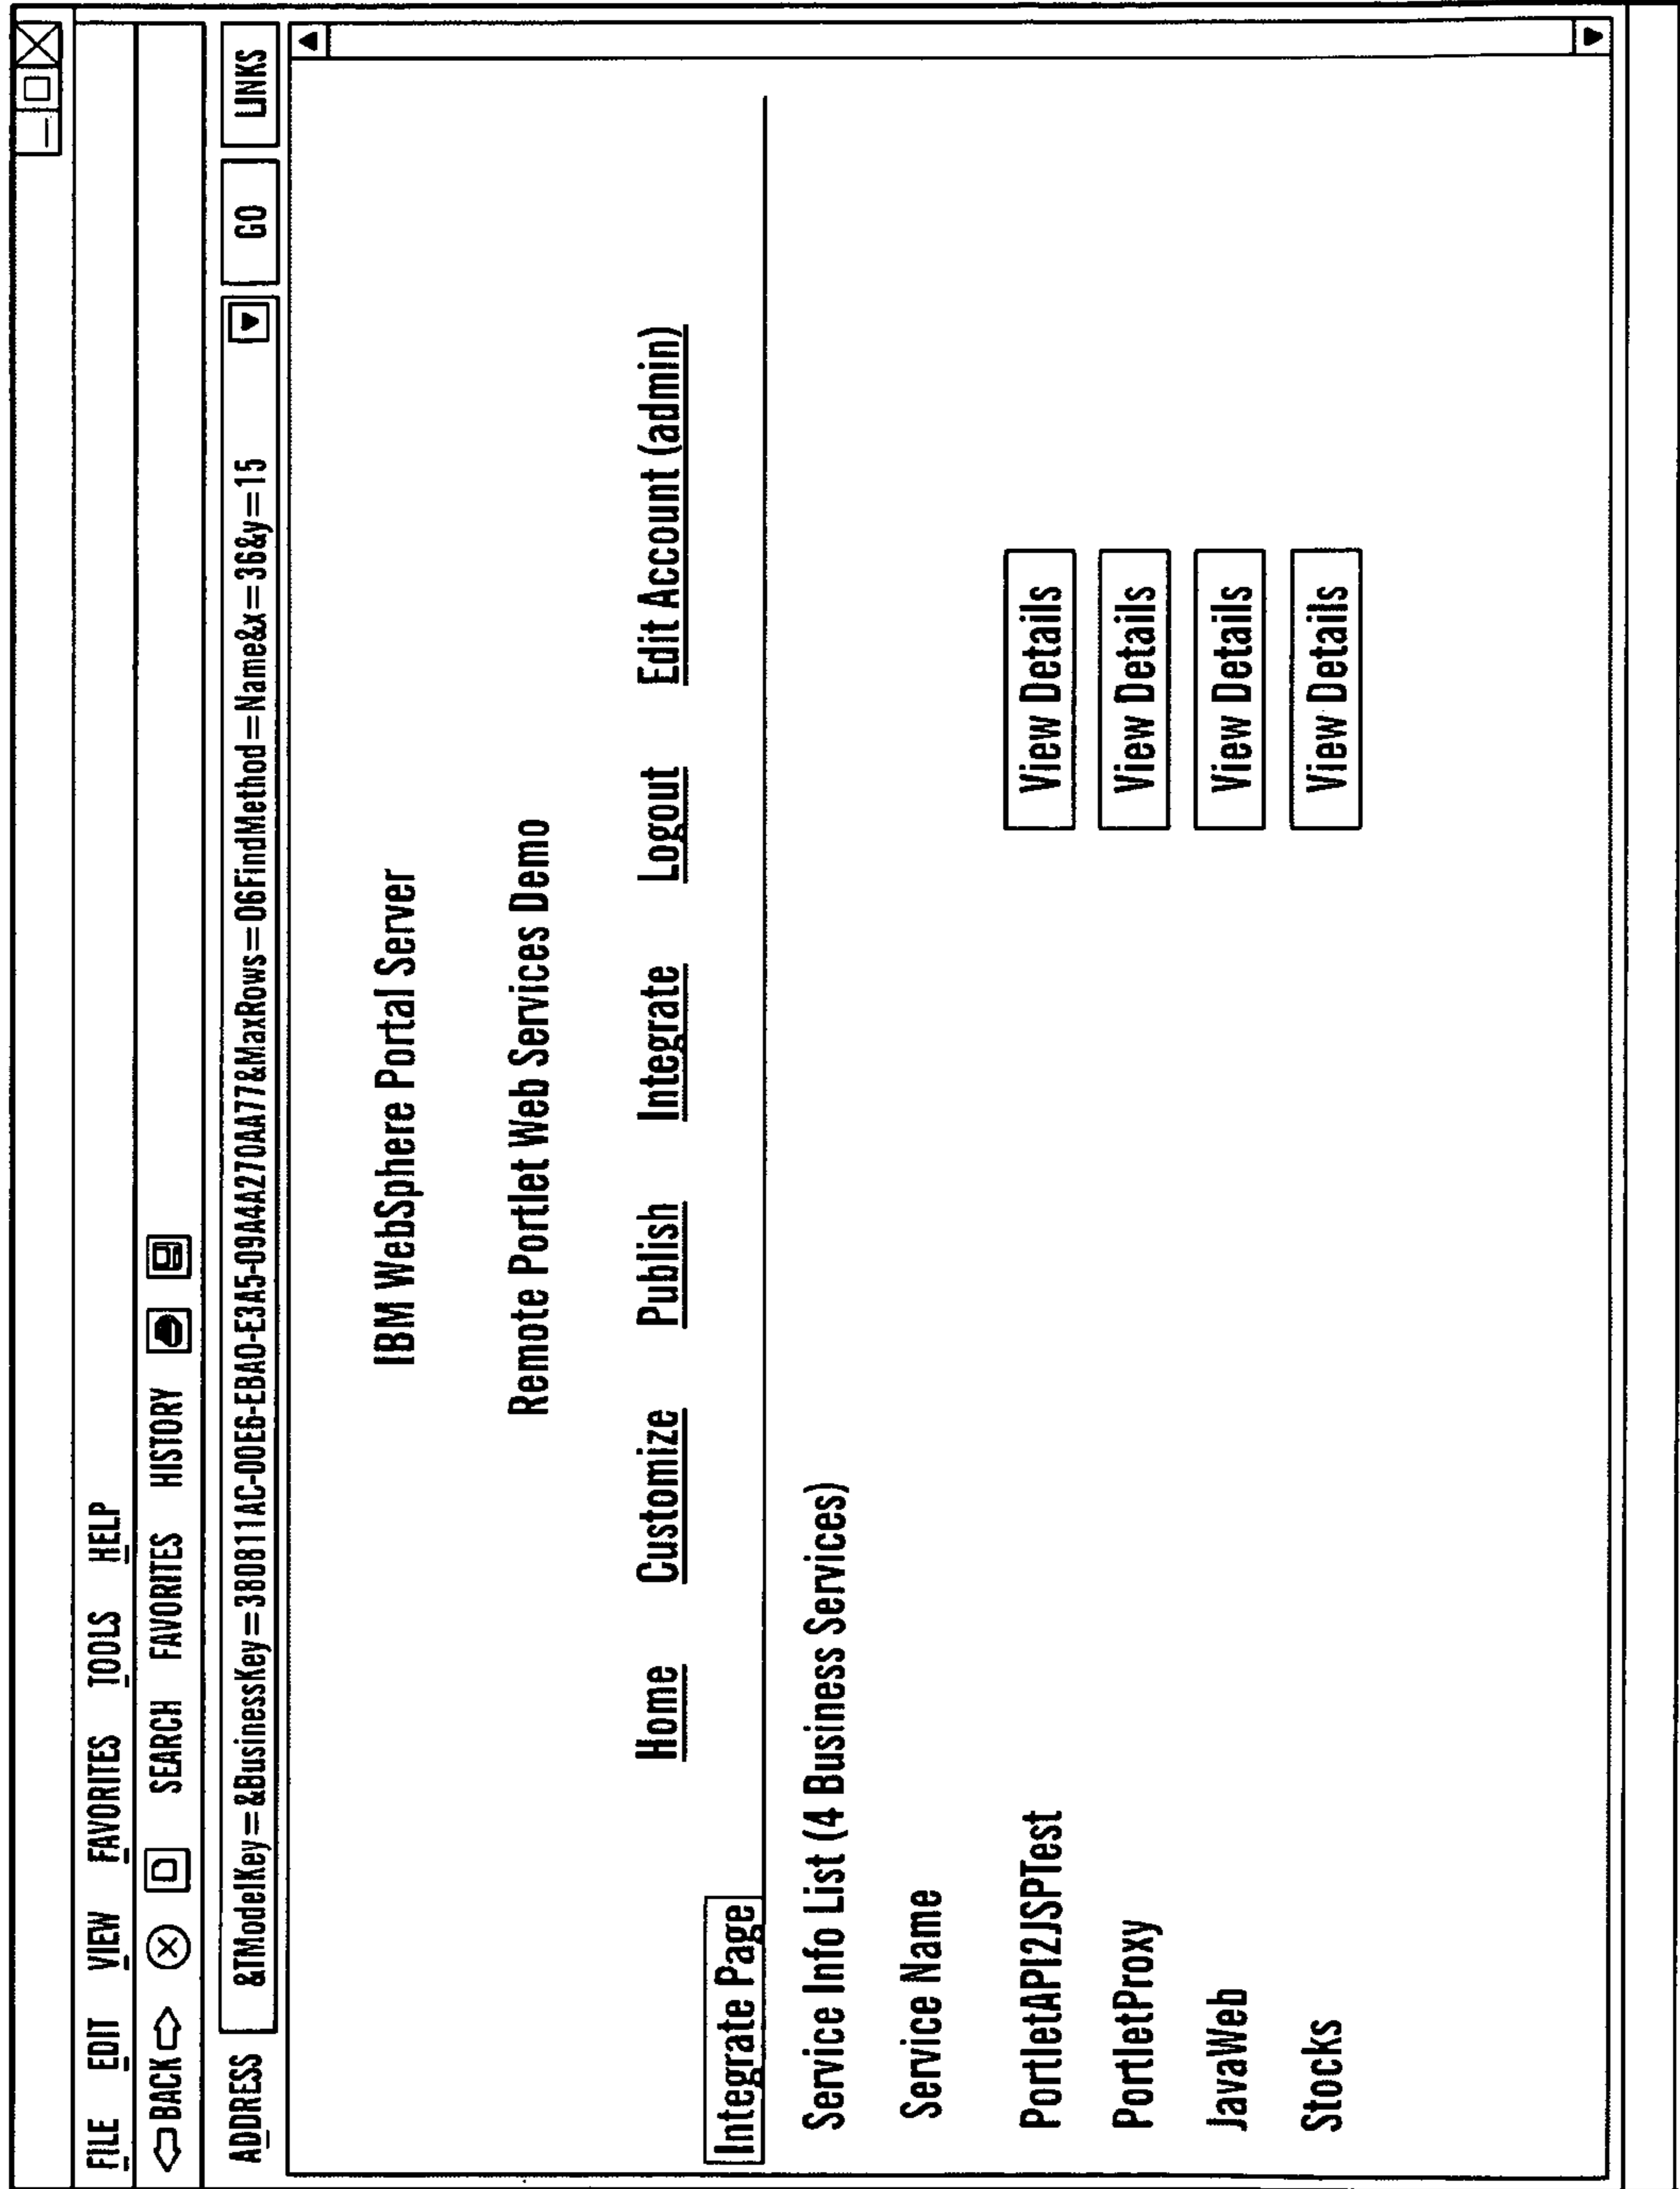 FILE EDIT VIEW FAVORITES TOOLS HELP
BACK SEARCH FAVORITES HISTORY
ADDRESS &TModelKey=&BusinessKey=380811AC-00E6-EBAD-E3A5-09A4A270AA77&MaxRows=06FindMethod=Name&x=36&y=15 GO LINKS
IBM WebSphere Portal Server
Remote Portlet Web Services Demo
Home Customize Publish Integrate Logout Edit Account (admin)
Integrate Page
Service Info List (4 Business Services)
Service Name
PortletAPI2JSPTest View Details
PortletProxy View Details
JavaWeb View Details
Stocks View Details